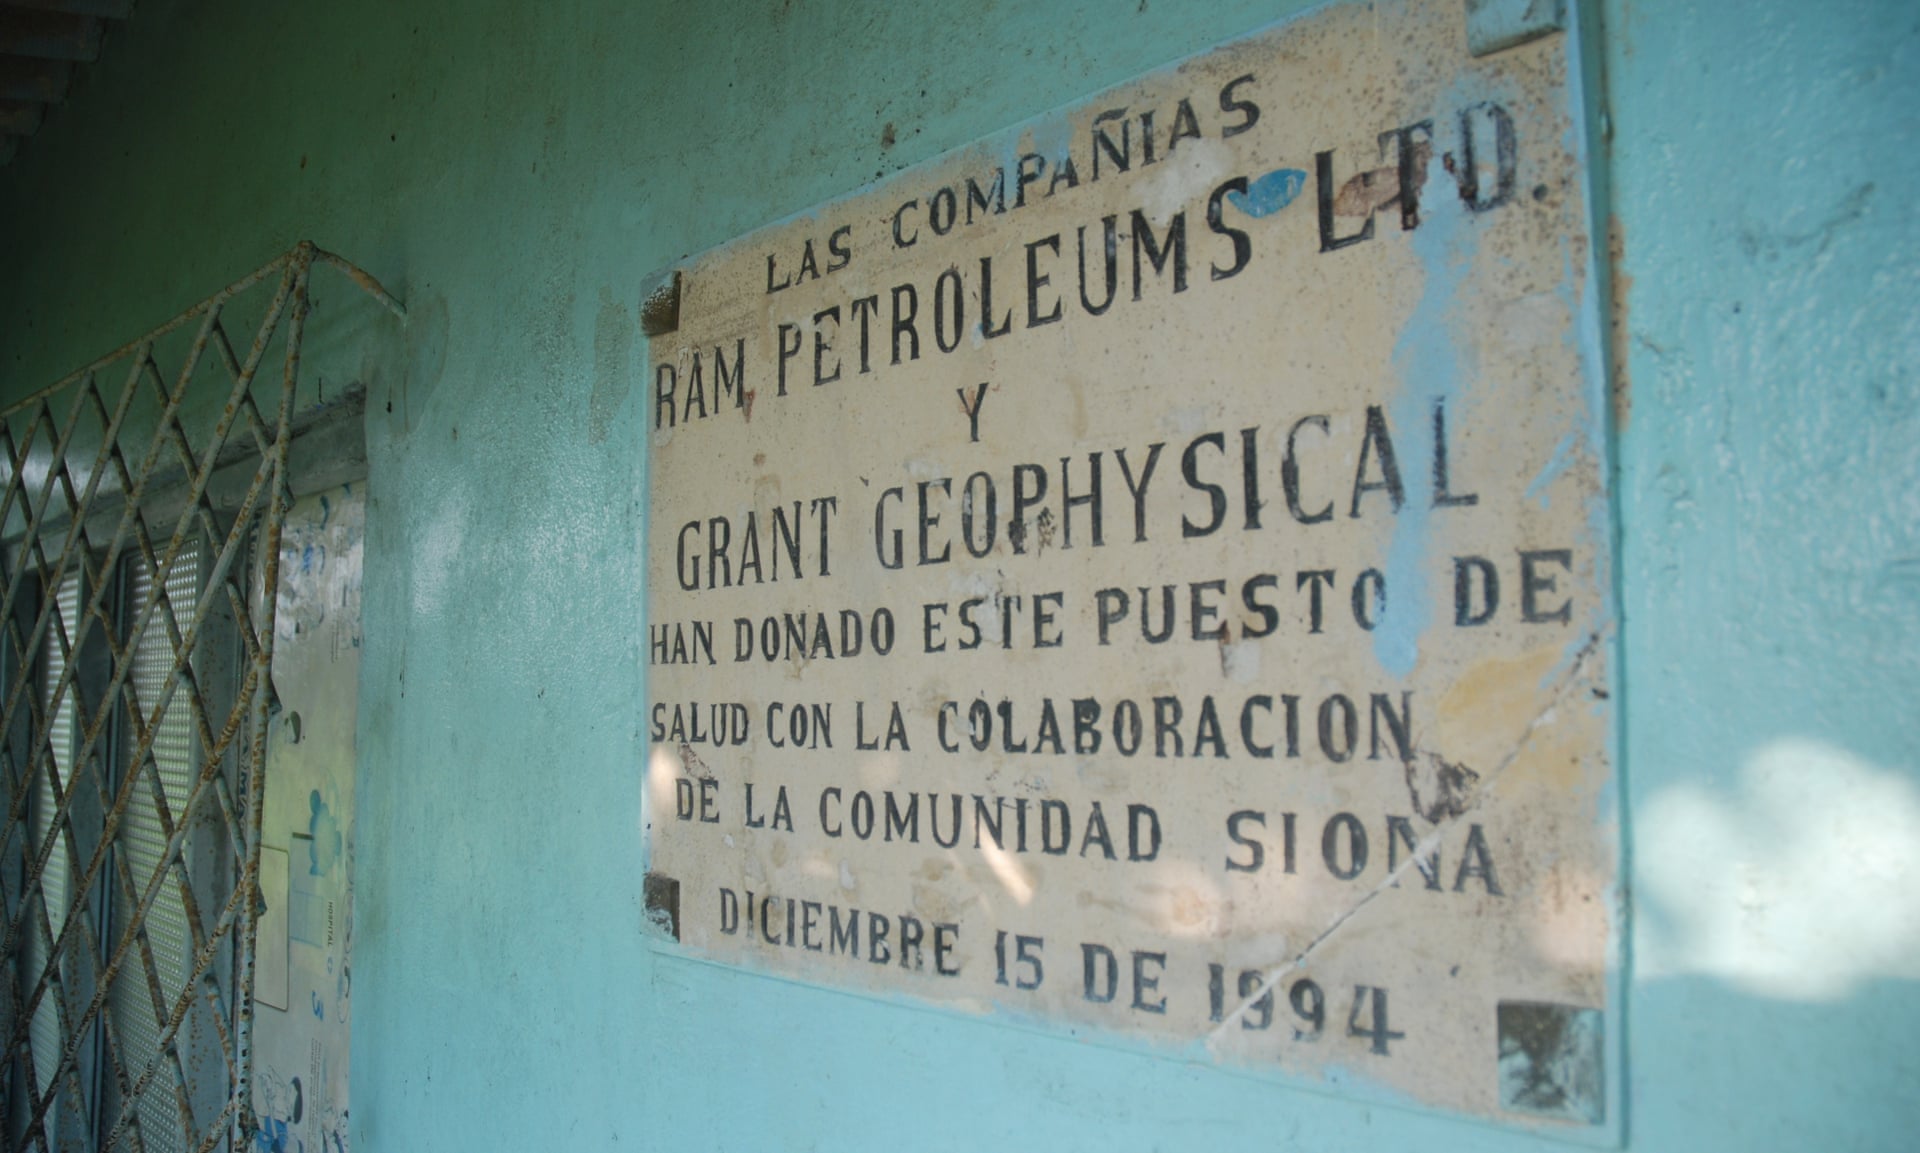 LAS COMPAÑIAS
RAM PETROLEUMS LTD.
Y
GRANT GEOPHYSICAL
HAN DONADO ESTE PUESTO DE
SALUD CON LA COLABORACION
DE LA COMUNIDAD SIONA
DICIEMBRE 15 DE 1994
HOSPITAL